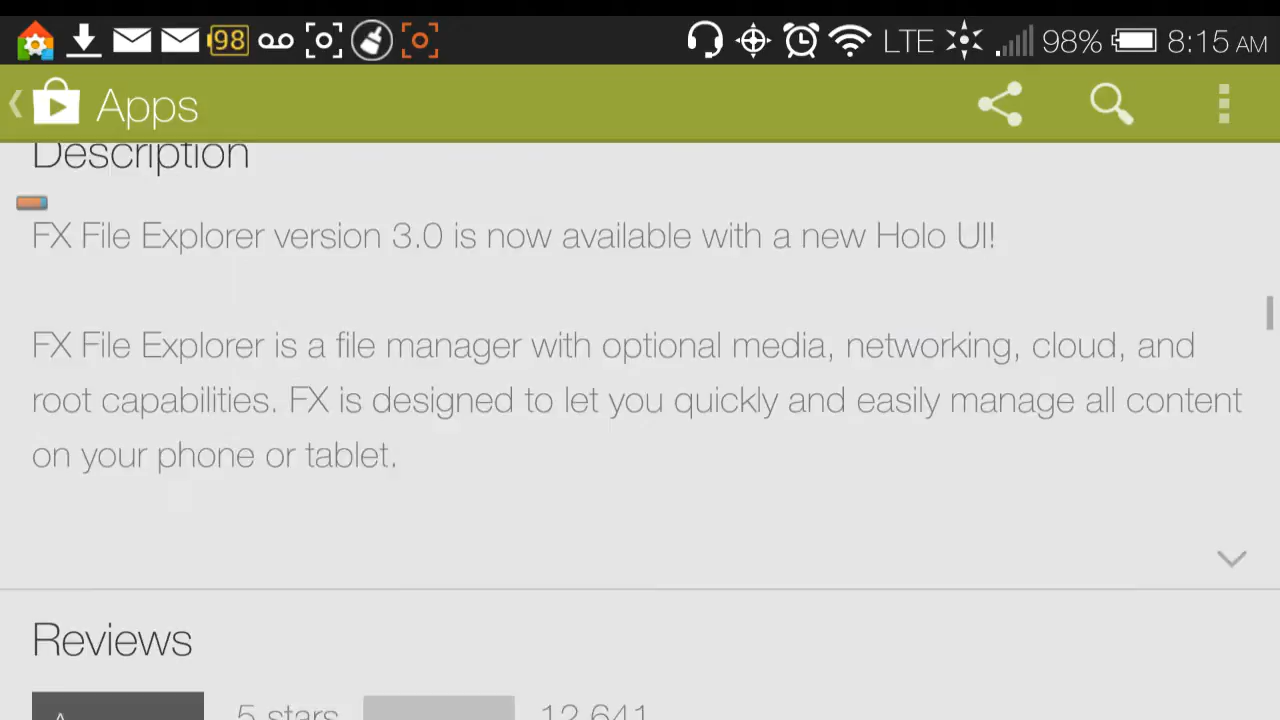 98 LTE 98% 8:15 AM
Apps
Description
FX File Explorer version 3.0 is now available with a new Holo UI!
FX File Explorer is a file manager with optional media, networking, cloud, and
root capabilities. FX is designed to let you quickly and easily manage all content
on your phone or tablet.
Reviews
5 stars 12,641